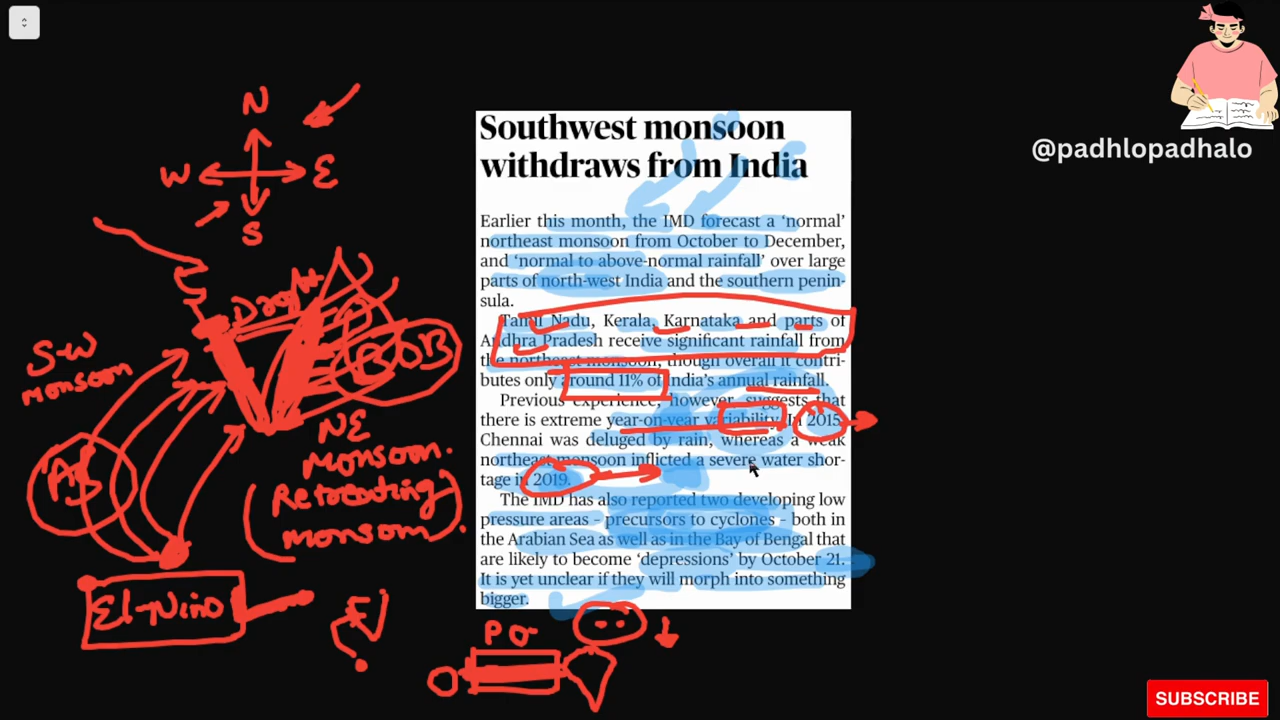 N
W E
S
@padhlopadhalo
Southwest monsoon
withdraws from India
Earlier this month, the IMD forecast a ‘normal’
northeast monsoon from October to December,
and ‘normal to above-normal rainfall’ over large
parts of north-west India and the southern penin-
sula.
Tamil Nadu, Kerala, Karnataka and parts of
Andhra Pradesh receive significant rainfall from
the northeast monsoon, though overall it contri-
butes only around 11% of India’s annual rainfall.
Previous experience, however, suggests that
there is extreme year-on-year variability. In 2015,
Chennai was deluged by rain, whereas a weak
northeast monsoon inflicted a severe water shor-
tage in 2019.
The IMD has also reported two developing low
pressure areas – precursors to cyclones – both in
the Arabian Sea as well as in the Bay of Bengal that
are likely to become ‘depressions’ by October 21.
It is yet unclear if they will morph into something
bigger.
S-W
monsoon
BOB
AS
NE
Monsoon.
(Retreating
monsoon).
El-Nino
PO
SUBSCRIBE